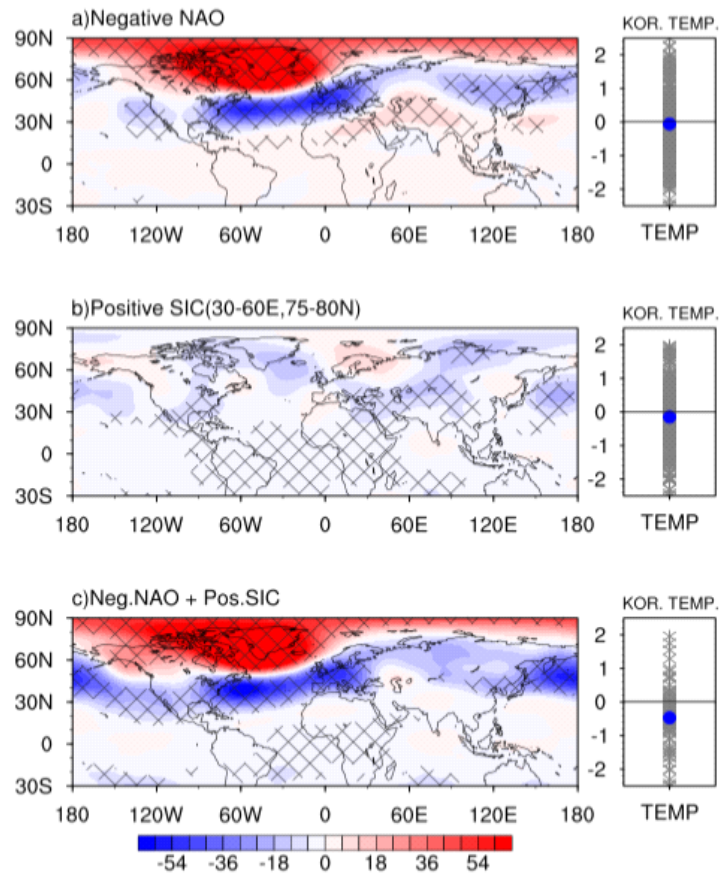 a)Negative NAO
KOR. TEMP.
90N
60N
30N
0
30S
180 120W 60W 0 60E 120E 180
2
1
0
-1
-2
TEMP
b)Positive SIC(30-60E,75-80N)
KOR. TEMP.
90N
60N
30N
0
30S
180 120W 60W 0 60E 120E 180
2
1
0
-1
-2
TEMP
c)Neg.NAO + Pos.SIC
KOR. TEMP.
90N
60N
30N
0
30S
180 120W 60W 0 60E 120E 180
2
1
0
-1
-2
TEMP
-54 -36 -18 0 18 36 54